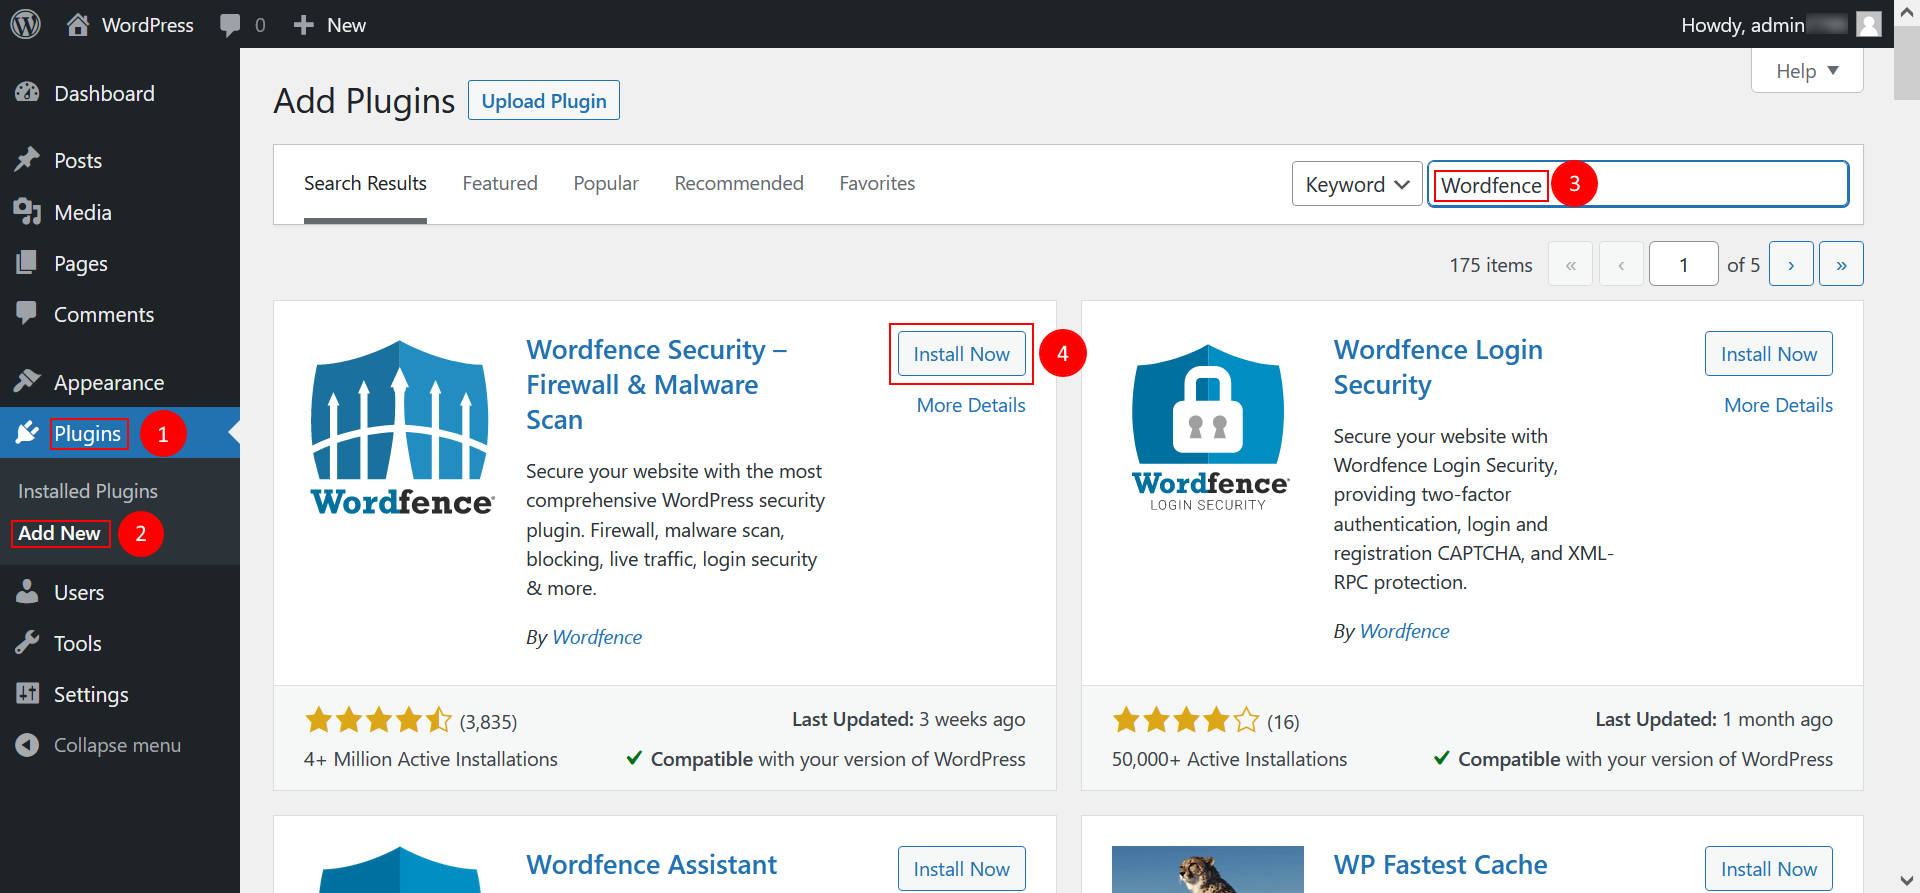 WordPress 0 New
Howdy, admin
Help
Dashboard
Posts
Media
Pages
Comments
Appearance
Plugins 1
Installed Plugins
Add New 2
Users
Tools
Settings
Collapse menu
Add Plugins Upload Plugin
Search Results Featured Popular Recommended Favorites
Keyword Wordfence 3
175 items « ‹ 1 of 5 › »
Wordfence
Wordfence Security –
Firewall & Malware
Scan
Install Now 4
More Details
Secure your website with the most
comprehensive WordPress security
plugin. Firewall, malware scan,
blocking, live traffic, login security
& more.
By Wordfence
(3,835)
Last Updated: 3 weeks ago
4+ Million Active Installations
Compatible with your version of WordPress
Wordfence
LOGIN SECURITY
Wordfence Login
Security
Install Now
More Details
Secure your website with
Wordfence Login Security,
providing two-factor
authentication, login and
registration CAPTCHA, and XML-
RPC protection.
By Wordfence
(16)
Last Updated: 1 month ago
50,000+ Active Installations
Compatible with your version of WordPress
Wordfence Assistant
Install Now
WP Fastest Cache
Install Now